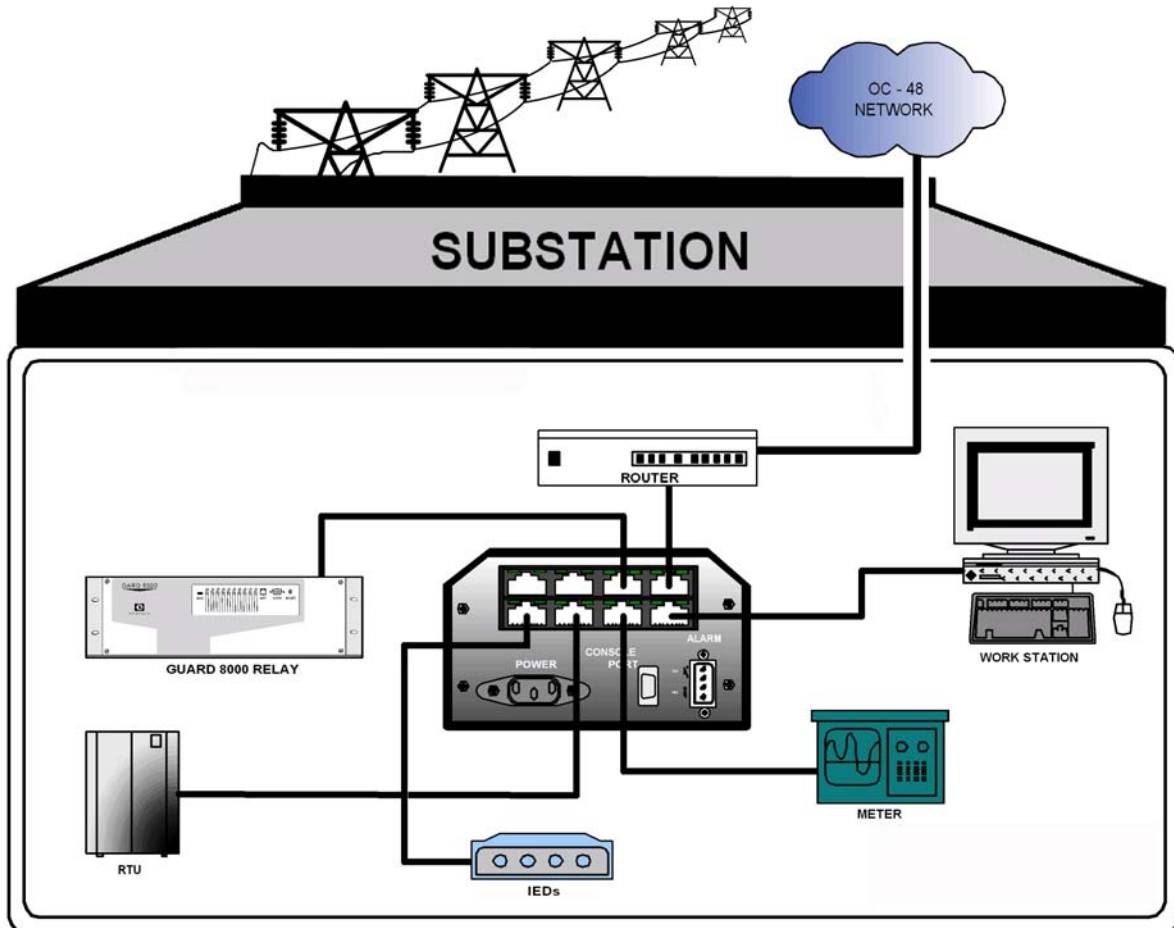 OC - 48
NETWORK
SUBSTATION
ROUTER
GUARD 8000 RELAY
ALARM
CONSOLE
PORT
POWER
WORK STATION
METER
RTU
IEDs